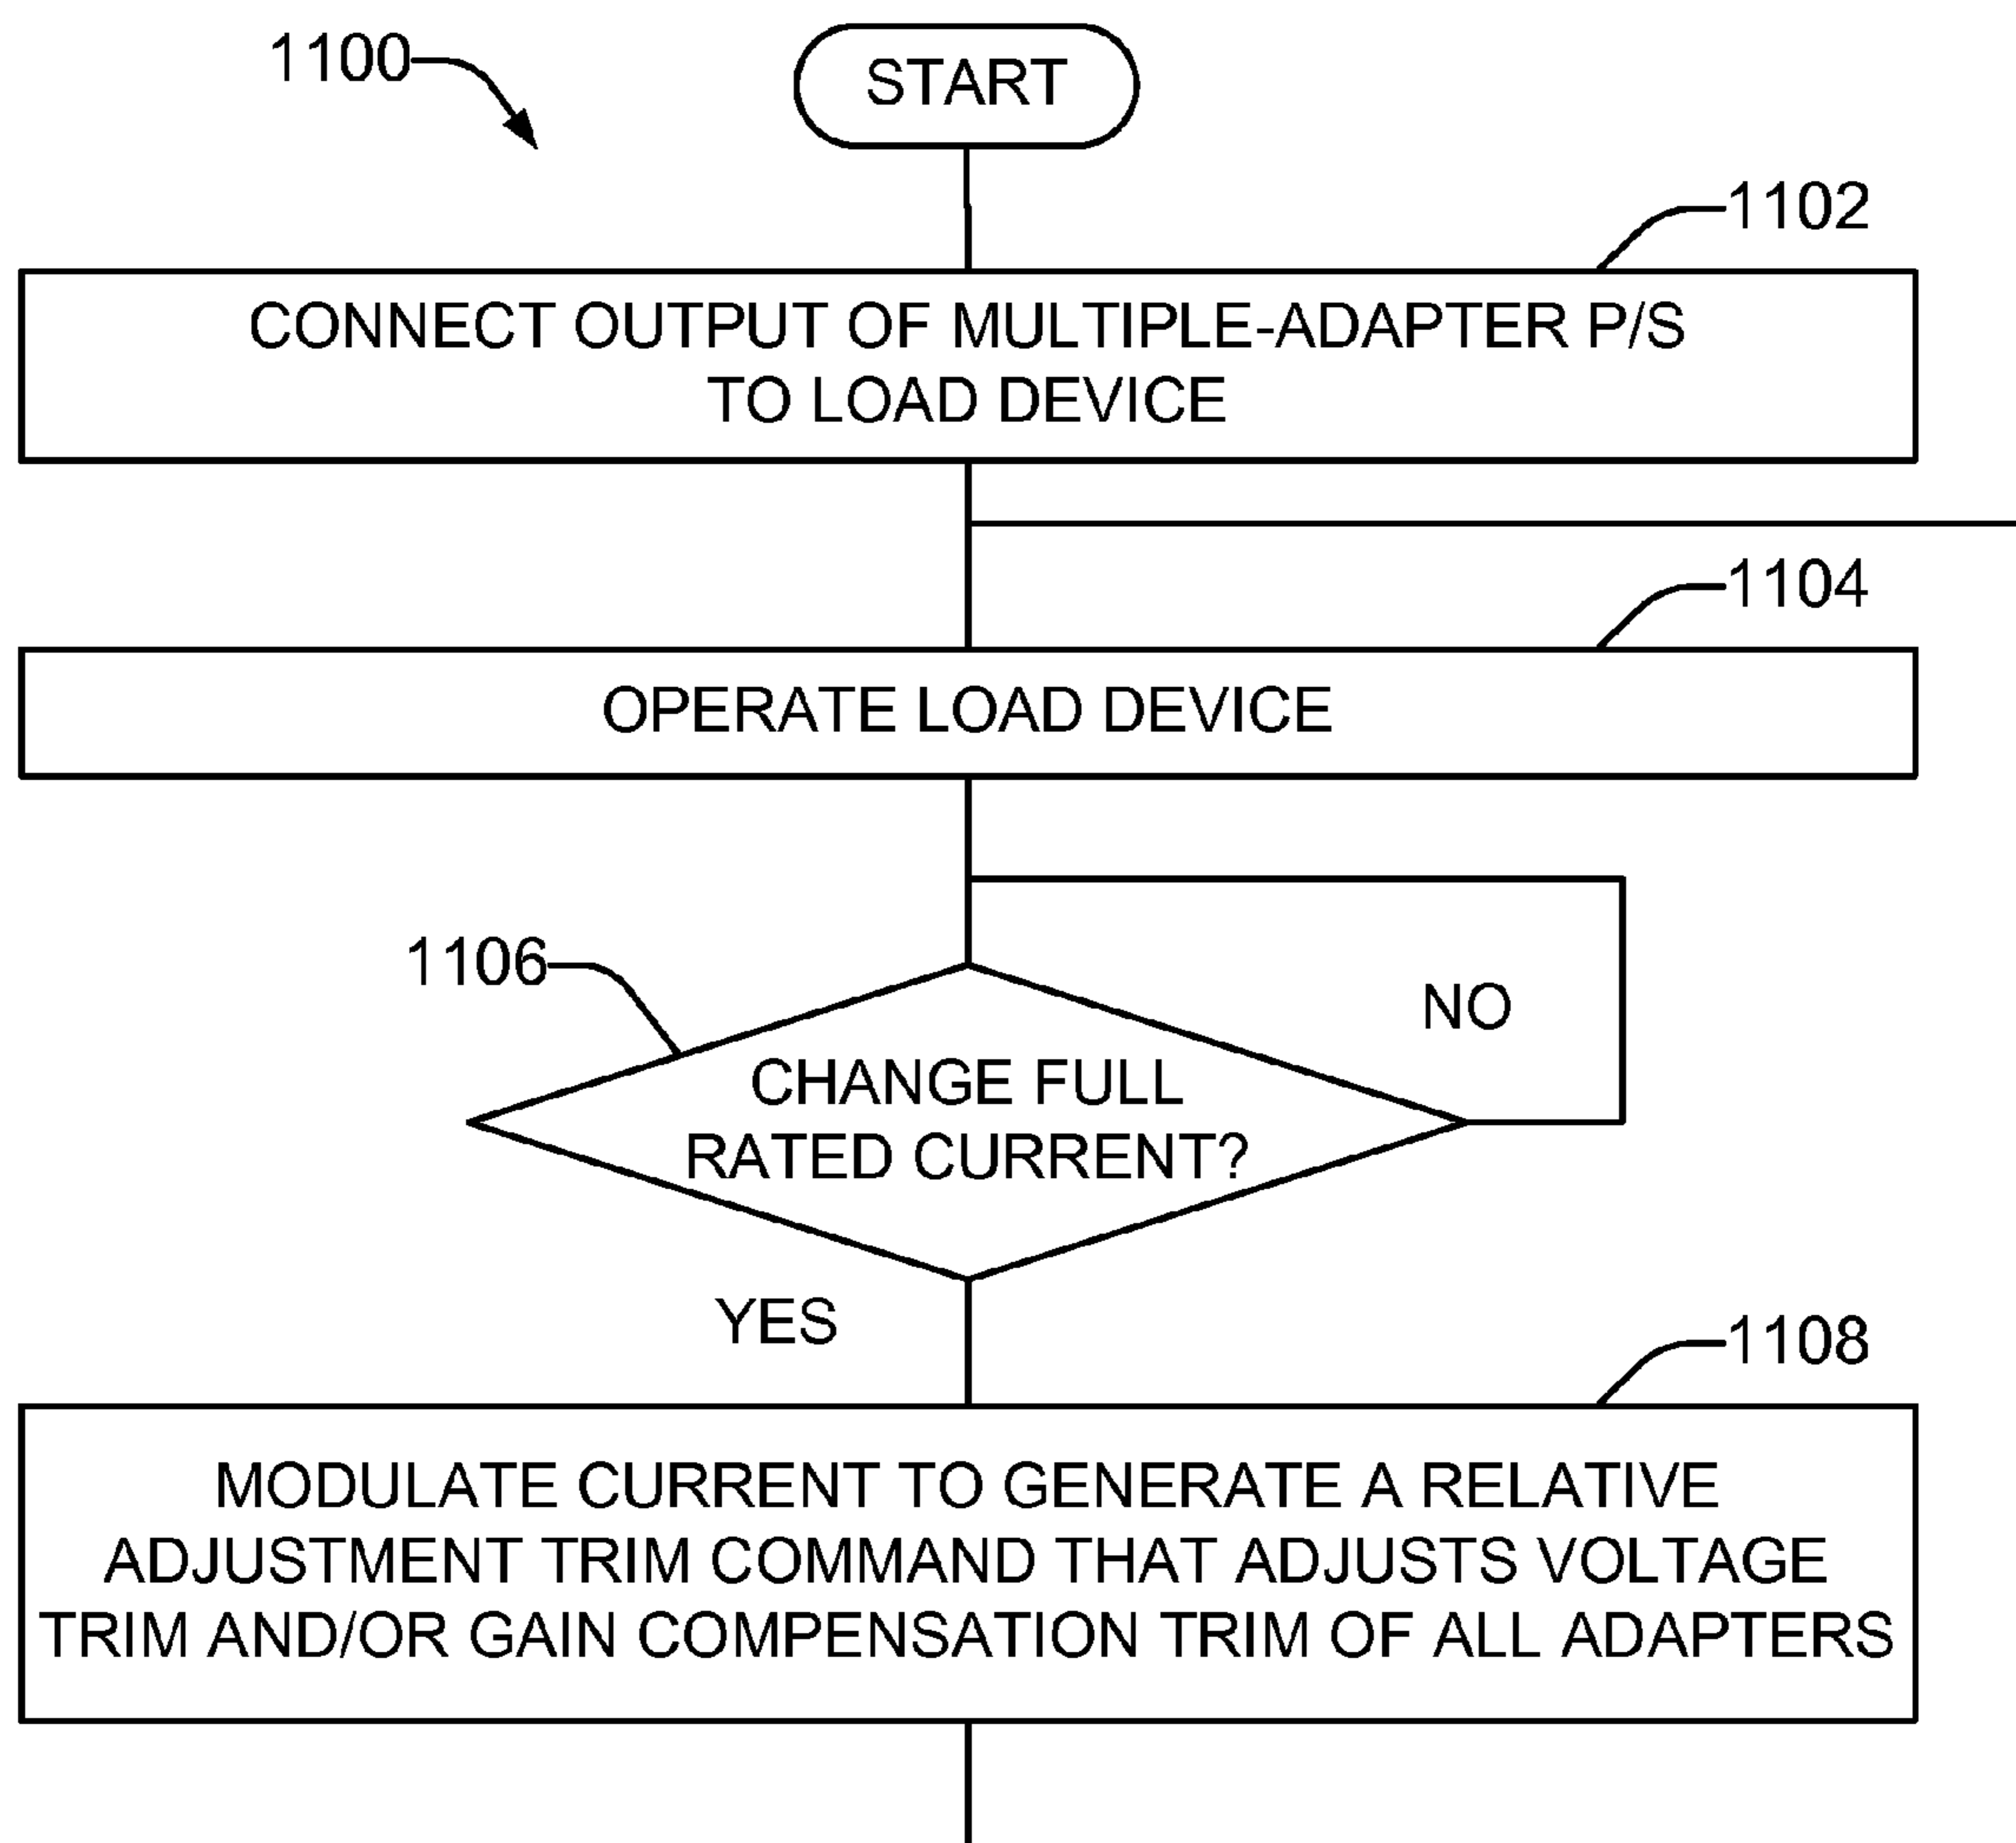 1100
START
1102
CONNECT OUTPUT OF MULTIPLE-ADAPTER P/S
TO LOAD DEVICE
1104
OPERATE LOAD DEVICE
1106
NO
CHANGE FULL
RATED CURRENT?
YES
1108
MODULATE CURRENT TO GENERATE A RELATIVE
ADJUSTMENT TRIM COMMAND THAT ADJUSTS VOLTAGE
TRIM AND/OR GAIN COMPENSATION TRIM OF ALL ADAPTERS